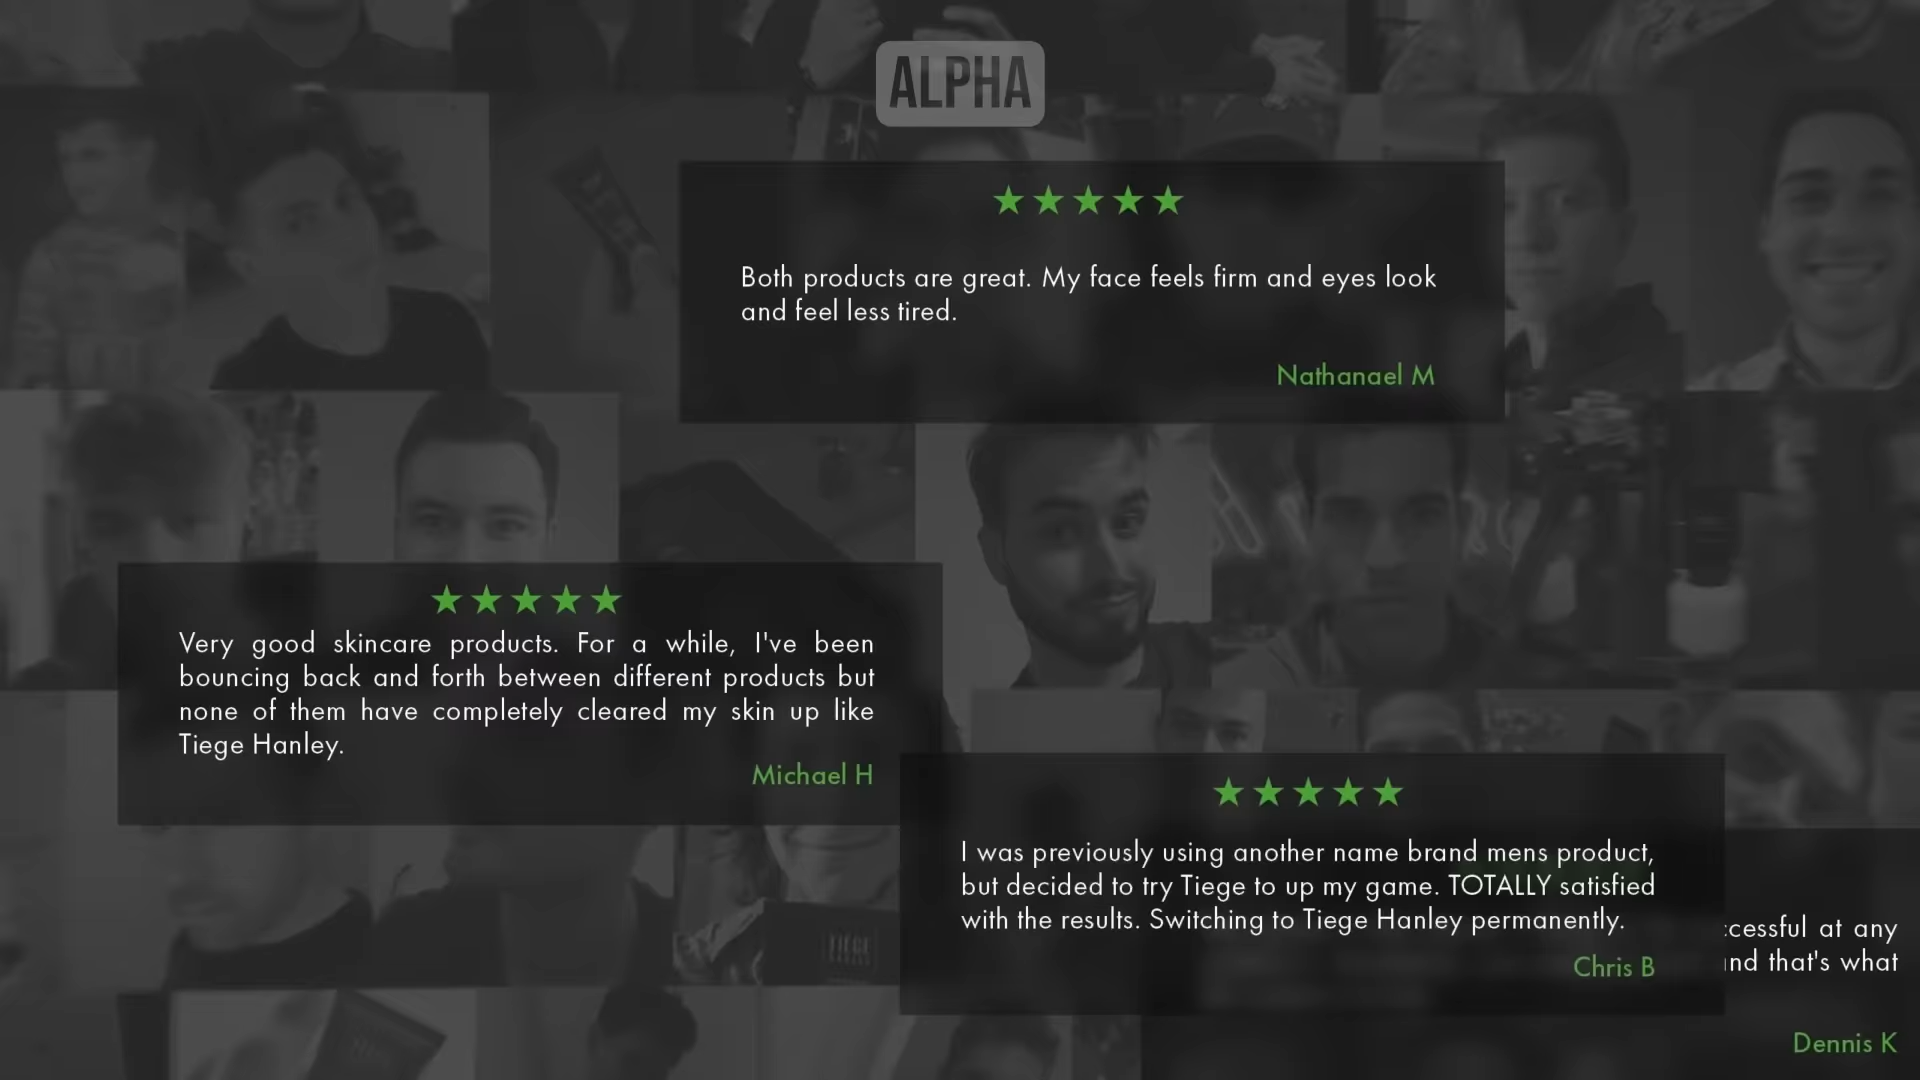 ALPHA
Both products are great. My face feels firm and eyes look
and feel less tired.
Nathanael M
Very good skincare products. For a while, I've been
bouncing back and forth between different products but
none of them have completely cleared my skin up like
Tiege Hanley.
Michael H
I was previously using another name brand mens product,
but decided to try Tiege to up my game. TOTALLY satisfied
with the results. Switching to Tiege Hanley permanently.
Chris B
at any
that's what
Dennis K
TIEGE